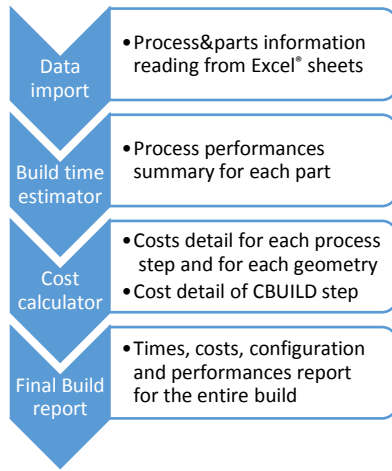 Data
import
•Process&parts information
reading from Excel® sheets
Build time
estimator
•Process performances
summary for each part
Cost
calculator
•Costs detail for each process
step and for each geometry
•Cost detail of CBUILD step
Final Build
report
•Times, costs, configuration
and performances report
for the entire build